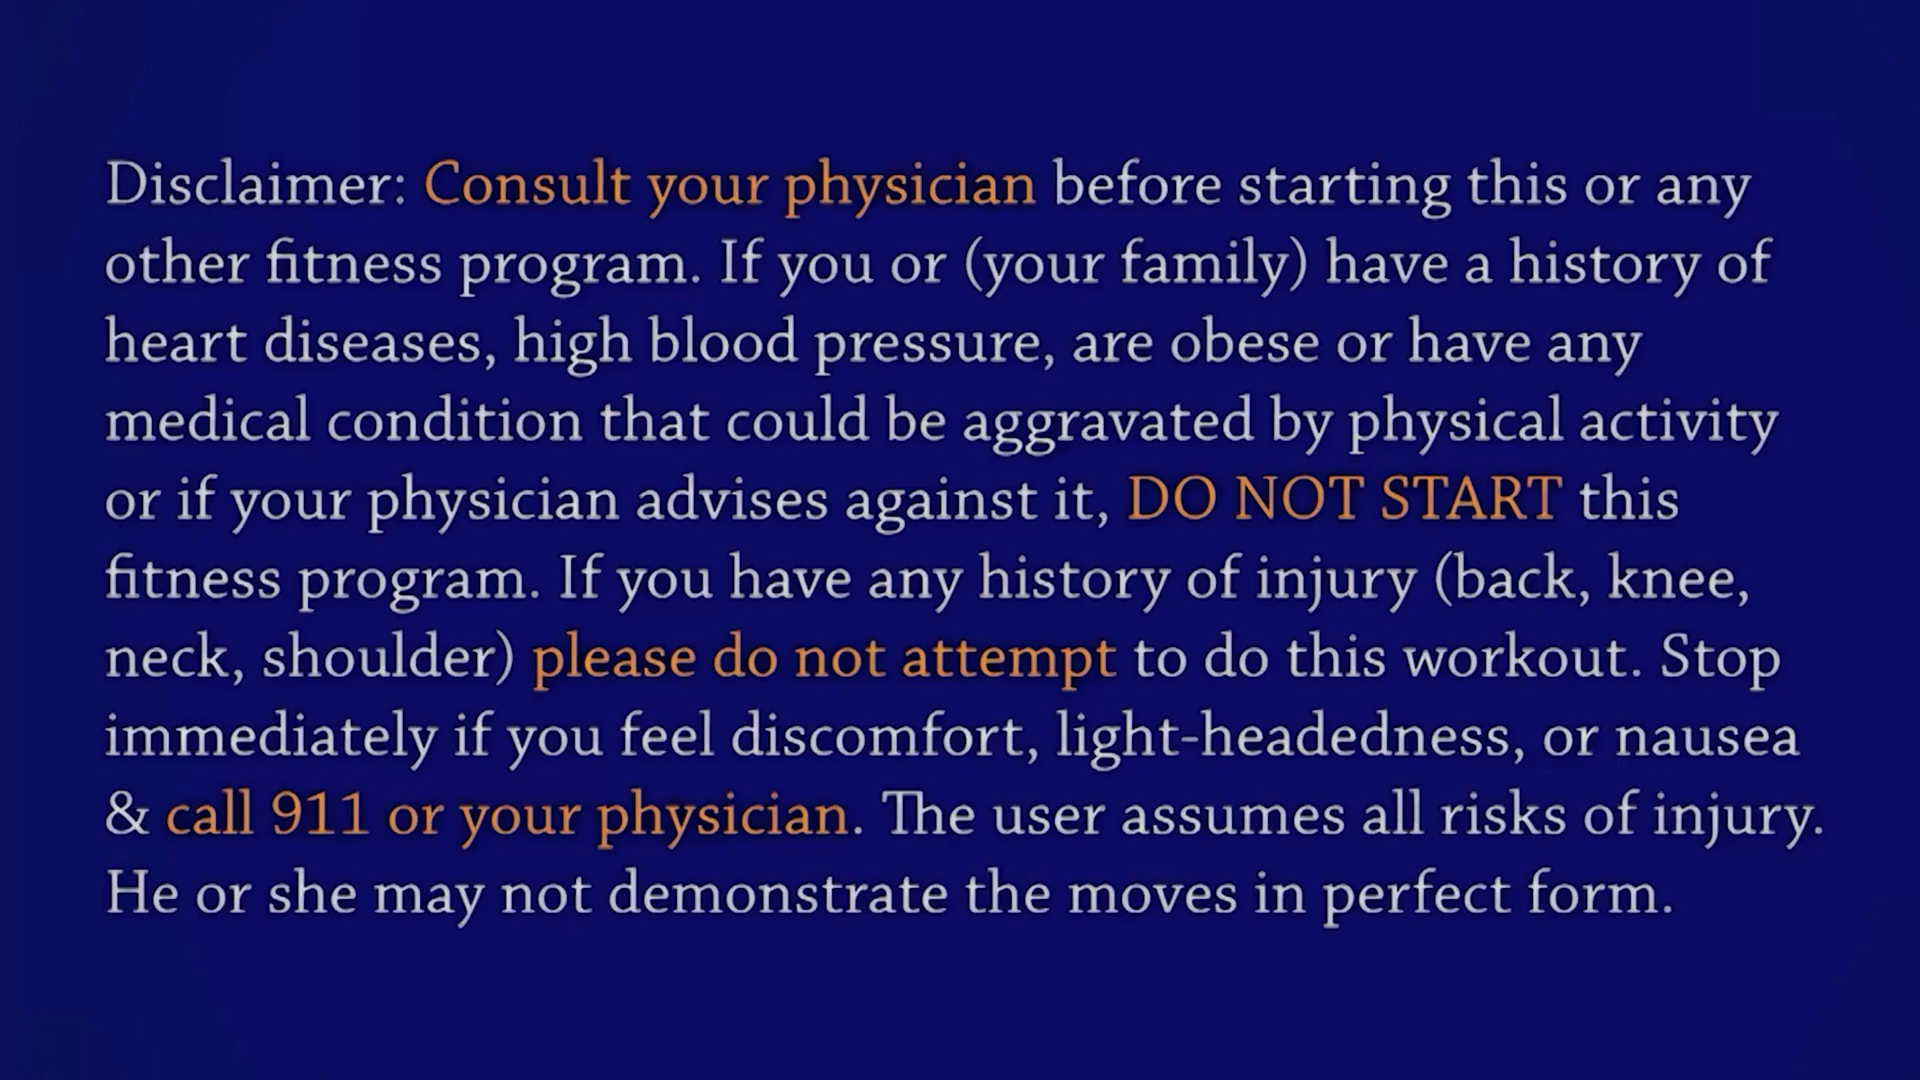 Disclaimer: Consult your physician before starting this or any
other fitness program. If you or (your family) have a history of
heart diseases, high blood pressure, are obese or have any
medical condition that could be aggravated by physical activity
or if your physician advises against it, DO NOT START this
fitness program. If you have any history of injury (back, knee,
neck, shoulder) please do not attempt to do this workout. Stop
immediately if you feel discomfort, light-headedness, or nausea
& call 911 or your physician. The user assumes all risks of injury.
He or she may not demonstrate the moves in perfect form.